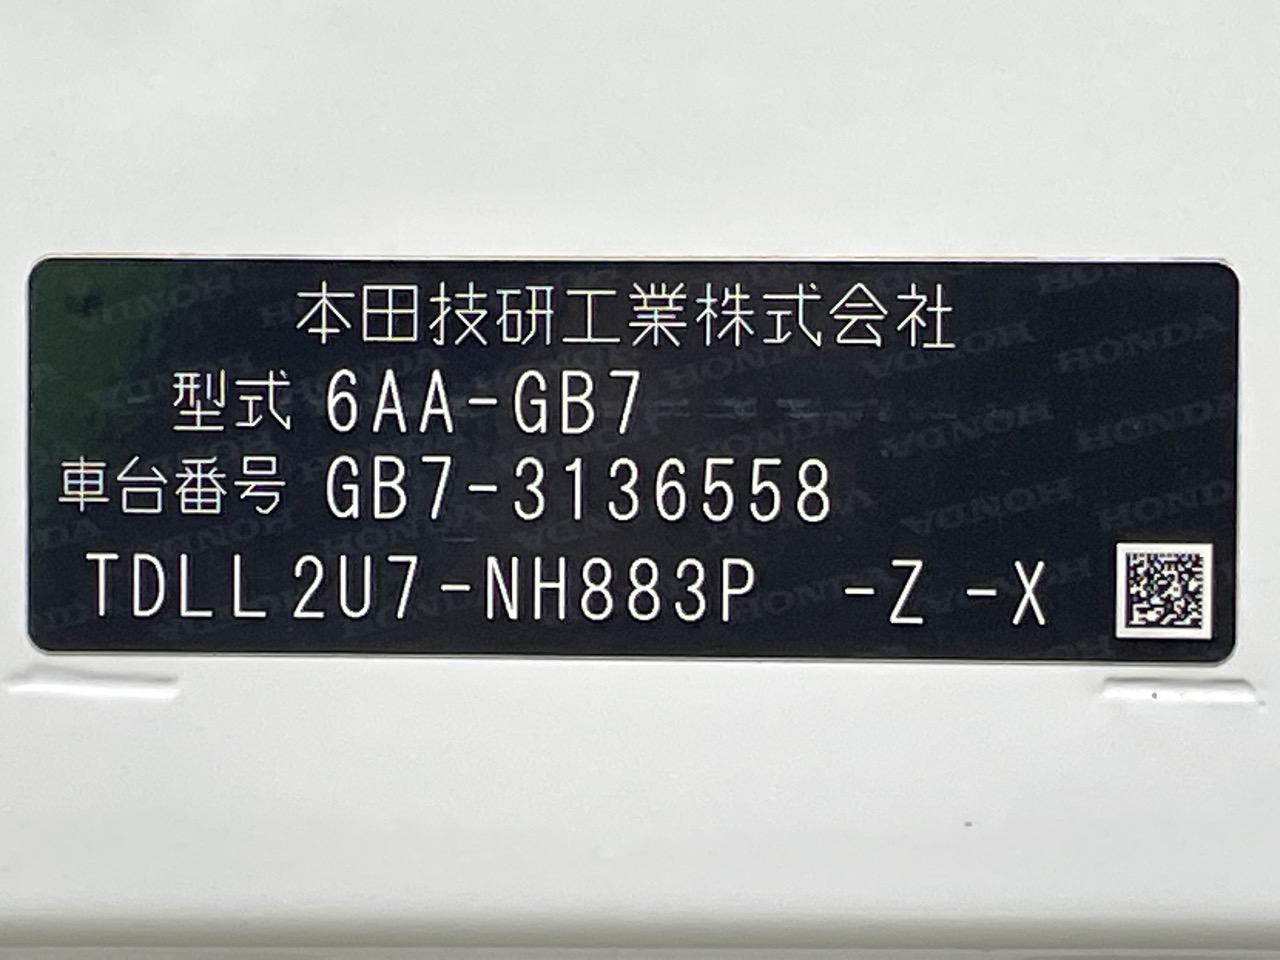 本田技研工業株式会社
型式 6AA-GB7
車台番号 GB7-3136558
TDLL2U7-NH883P -Z -X